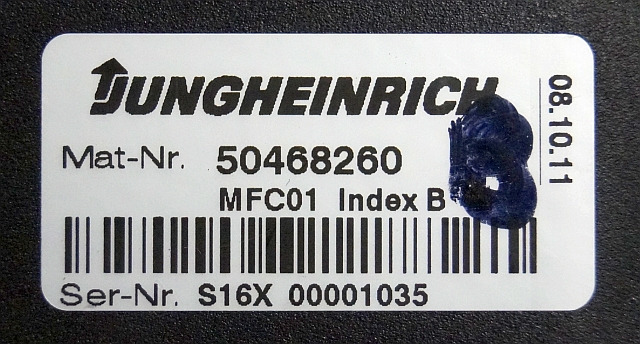 JUNGHEINRICH
Mat-Nr. 50468260
MFC01 Index B
Ser-Nr. S16X 00001035
08.10.11
B